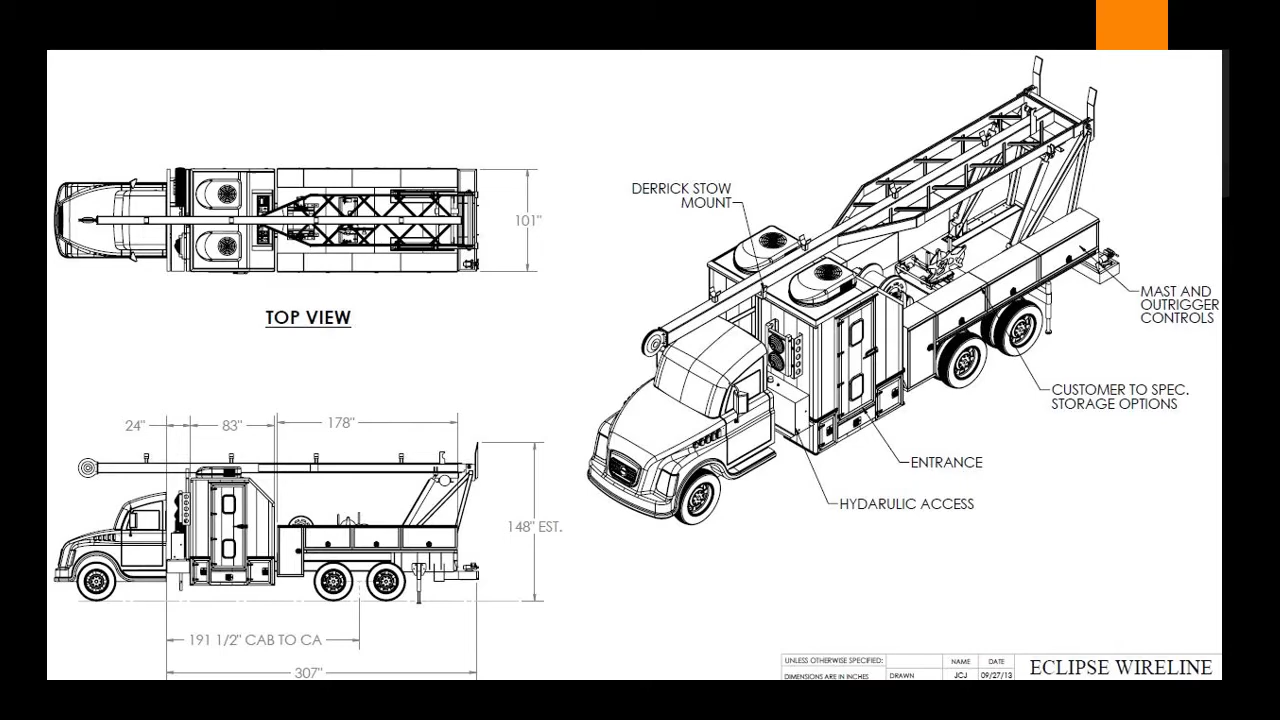 101"
TOP VIEW
24"
83"
178"
148" EST.
191 1/2" CAB TO CA
307"
DERRICK STOW
MOUNT
MAST AND
OUTRIGGER
CONTROLS
CUSTOMER TO SPEC.
STORAGE OPTIONS
ENTRANCE
HYDARULIC ACCESS
UNLESS OTHERWISE SPECIFIED:
NAME
DATE
DIMENSIONS ARE IN INCHES
DRAWN
JCJ
09/27/13
ECLIPSE WIRELINE